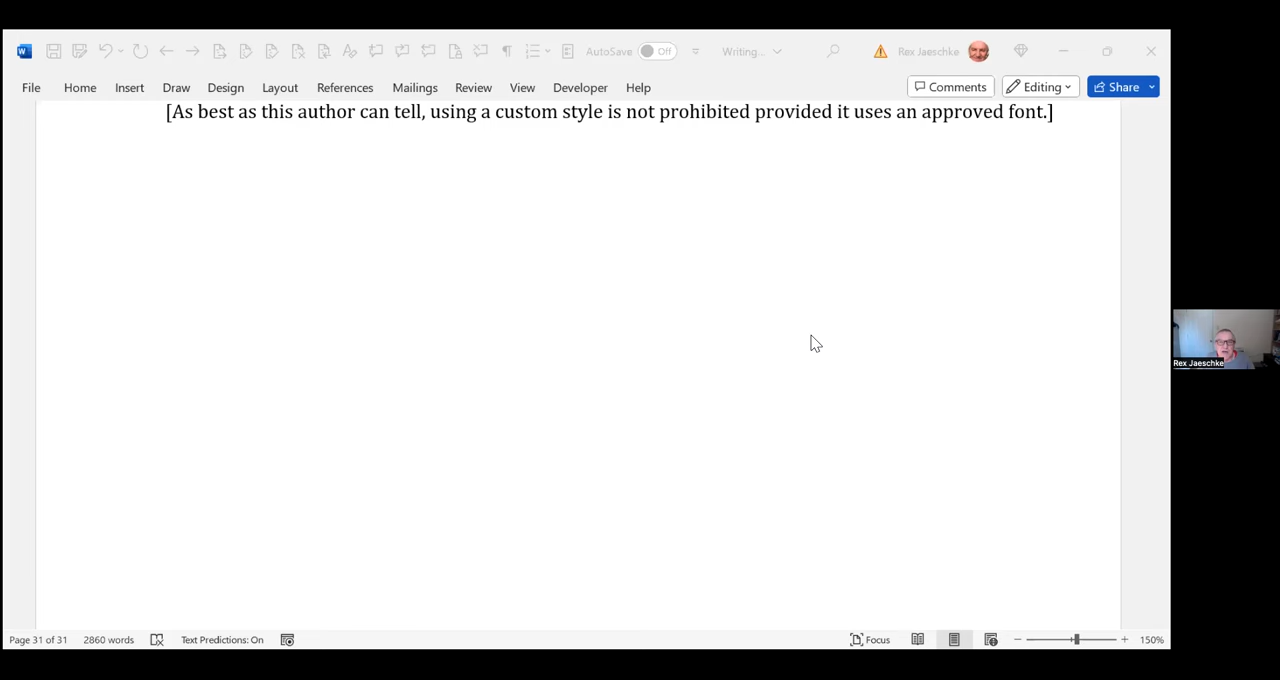 AutoSave Off Writing... Rex Jaeschke
File Home Insert Draw Design Layout References Mailings Review View Developer Help Comments Editing Share
[As best as this author can tell, using a custom style is not prohibited provided it uses an approved font.]
Rex Jaeschke
Page 31 of 31 2860 words Text Predictions: On Focus 150%